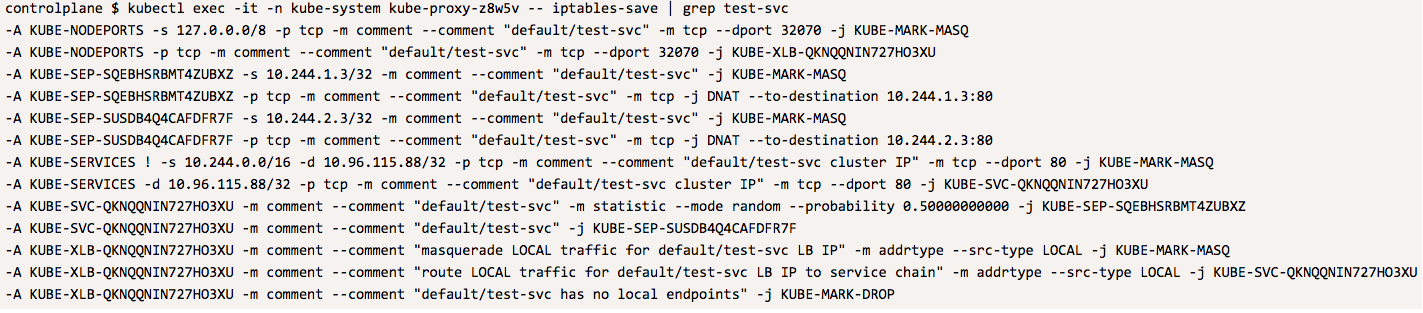 controlplane $ kubectl exec -it -n kube-system kube-proxy-z8w5v -- iptables-save | grep test-svc
-A KUBE-NODEPORTS -s 127.0.0.0/8 -p tcp -m comment --comment "default/test-svc" -m tcp --dport 32070 -j KUBE-MARK-MASQ
-A KUBE-NODEPORTS -p tcp -m comment --comment "default/test-svc" -m tcp --dport 32070 -j KUBE-XLB-QKNQQNIN727HO3XU
-A KUBE-SEP-SQEBHSRBMT4ZUBXZ -s 10.244.1.3/32 -m comment --comment "default/test-svc" -j KUBE-MARK-MASQ
-A KUBE-SEP-SQEBHSRBMT4ZUBXZ -p tcp -m comment --comment "default/test-svc" -m tcp -j DNAT --to-destination 10.244.1.3:80
-A KUBE-SEP-SUSDB4Q4CAFDFR7F -s 10.244.2.3/32 -m comment --comment "default/test-svc" -j KUBE-MARK-MASQ
-A KUBE-SEP-SUSDB4Q4CAFDFR7F -p tcp -m comment --comment "default/test-svc" -m tcp -j DNAT --to-destination 10.244.2.3:80
-A KUBE-SERVICES ! -s 10.244.0.0/16 -d 10.96.115.88/32 -p tcp -m comment --comment "default/test-svc cluster IP" -m tcp --dport 80 -j KUBE-MARK-MASQ
-A KUBE-SERVICES -d 10.96.115.88/32 -p tcp -m comment --comment "default/test-svc cluster IP" -m tcp --dport 80 -j KUBE-SVC-QKNQQNIN727HO3XU
-A KUBE-SVC-QKNQQNIN727HO3XU -m comment --comment "default/test-svc" -m statistic --mode random --probability 0.50000000000 -j KUBE-SEP-SQEBHSRBMT4ZUBXZ
-A KUBE-SVC-QKNQQNIN727HO3XU -m comment --comment "default/test-svc" -j KUBE-SEP-SUSDB4Q4CAFDFR7F
-A KUBE-XLB-QKNQQNIN727HO3XU -m comment --comment "masquerade LOCAL traffic for default/test-svc LB IP" -m addrtype --src-type LOCAL -j KUBE-MARK-MASQ
-A KUBE-XLB-QKNQQNIN727HO3XU -m comment --comment "route LOCAL traffic for default/test-svc LB IP to service chain" -m addrtype --src-type LOCAL -j KUBE-SVC-QKNQQNIN727HO3XU
-A KUBE-XLB-QKNQQNIN727HO3XU -m comment --comment "default/test-svc has no local endpoints" -j KUBE-MARK-DROP